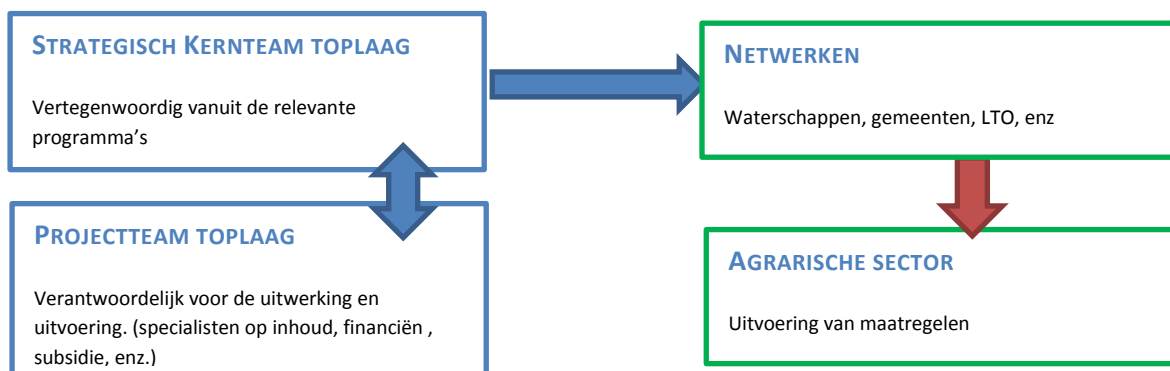 STRATEGISCH KERNTEAM TOPLAAG
Vertegenwoordig vanuit de relevante
programma's
NETWERKEN
Waterschappen, gemeenten, LTO, enz
PROJECTTEAM TOPLAAG
Verantwoordelijk voor de uitwerking en
uitvoering. (specialisten op inhoud, financiën ,
subsidie, enz.)
AGRARISCHE SECTOR
Uitvoering van maatregelen